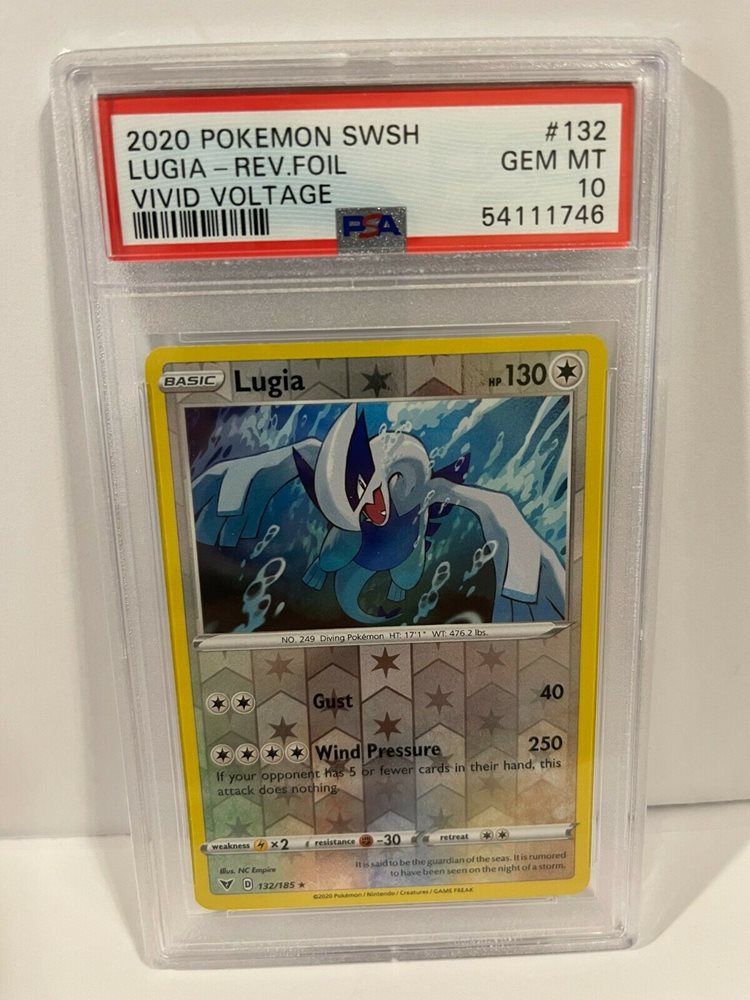 2020 POKEMON SWSH #132
LUGIA - REV.FOIL GEM MT
VIVID VOLTAGE 10
PSA 54111746
BASIC Lugia HP 130
NO. 249 Diving Pokémon HT: 17'1" WT: 476.2 lbs.
Gust 40
Wind Pressure 250
If your opponent has 5 or fewer cards in their hand, this
attack does nothing.
weakness ×2 resistance -30 retreat
Illus. NC Empire
It is said to be the guardian of the seas. It is rumored
to have been seen on the night of a storm.
D 132/185 ★
©2020 Pokémon / Nintendo / Creatures / GAME FREAK